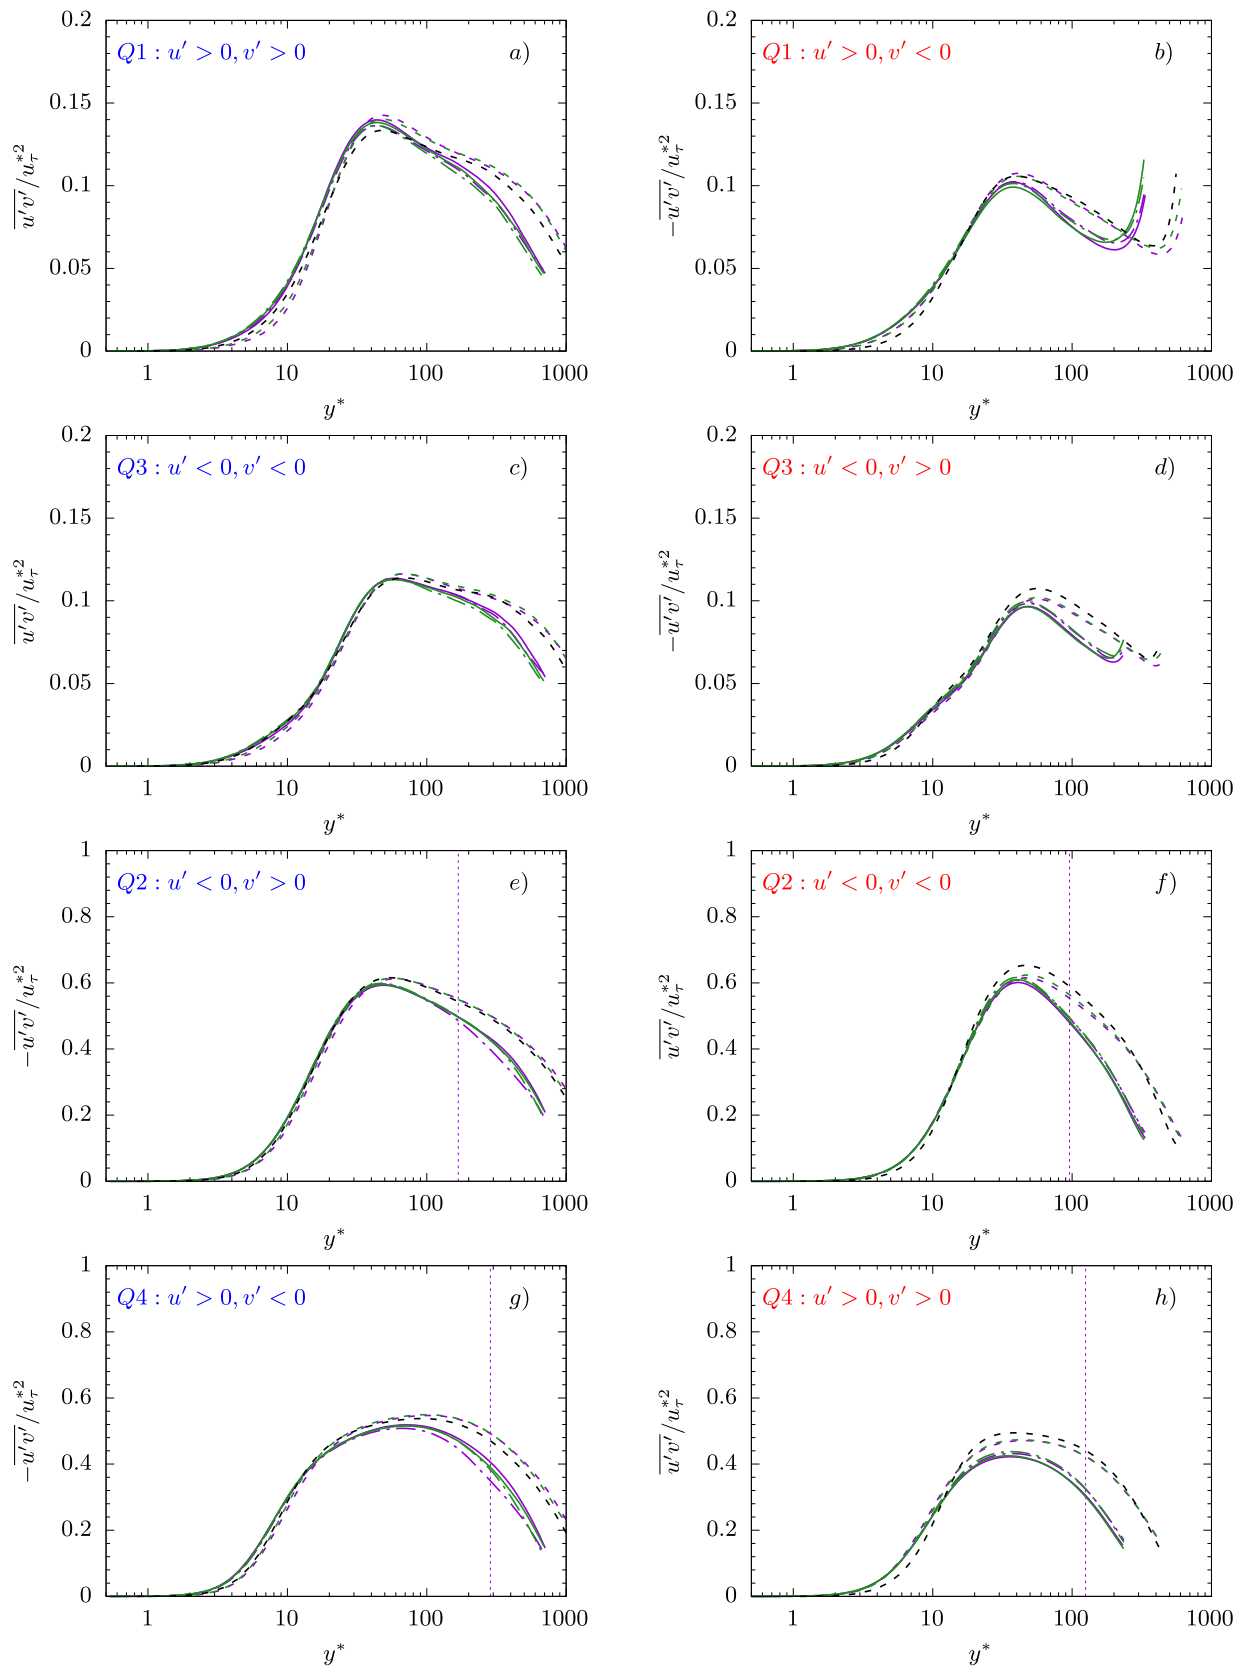 Q1 : u′ > 0, v′ > 0 a)
0.2
0.15
0.1
0.05
0
u′v′/u*τ²
1 10 100 1000
y*
Q1 : u′ > 0, v′ < 0 b)
0.2
0.15
0.1
0.05
0
−u′v′/u*τ²
1 10 100 1000
y*
Q3 : u′ < 0, v′ < 0 c)
0.2
0.15
0.1
0.05
0
u′v′/u*τ²
1 10 100 1000
y*
Q3 : u′ < 0, v′ > 0 d)
0.2
0.15
0.1
0.05
0
−u′v′/u*τ²
1 10 100 1000
y*
Q2 : u′ < 0, v′ > 0 e)
1
0.8
0.6
0.4
0.2
0
−u′v′/u*τ²
1 10 100 1000
y*
Q2 : u′ < 0, v′ < 0 f)
1
0.8
0.6
0.4
0.2
0
u′v′/u*τ²
1 10 100 1000
y*
Q4 : u′ > 0, v′ < 0 g)
1
0.8
0.6
0.4
0.2
0
−u′v′/u*τ²
1 10 100 1000
y*
Q4 : u′ > 0, v′ > 0 h)
1
0.8
0.6
0.4
0.2
0
u′v′/u*τ²
1 10 100 1000
y*